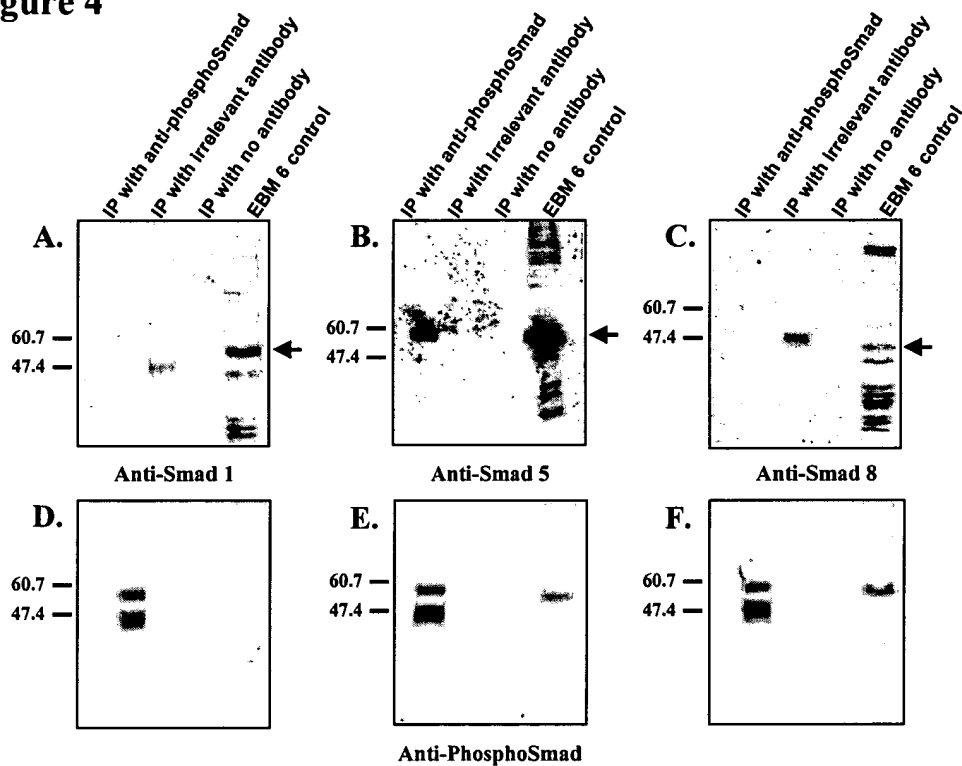 gure 4
IP with anti-phosphoSmad
IP with irrelevant antibody
IP with no antibody
EBM 6 control
IP with anti-phosphoSmad
IP with irrelevant antibody
IP with no antibody
EBM 6 control
IP with anti-phosphoSmad
IP with irrelevant antibody
IP with no antibody
EBM 6 control
A.
60.7
47.4
B.
60.7
47.4
C.
60.7
47.4
Anti-Smad 1
Anti-Smad 5
Anti-Smad 8
D.
60.7
47.4
E.
60.7
47.4
F.
60.7
47.4
Anti-PhosphoSmad